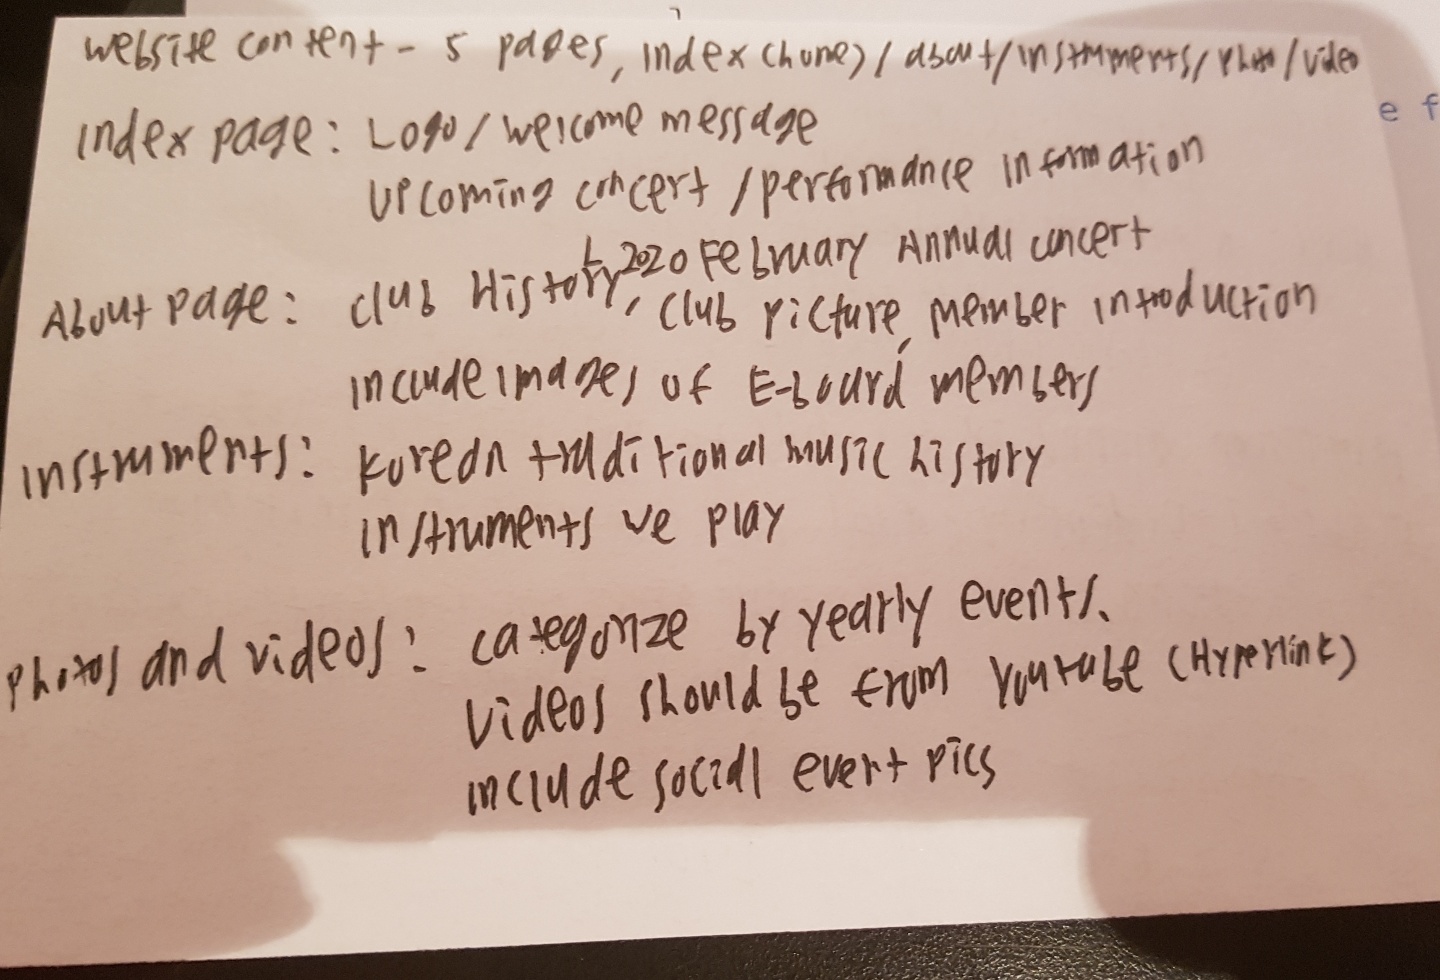 website content - 5 pages, index (home) / about / instruments / photo / video
e f
index page: Logo / welcome message
upcoming concert / performance information
L 2020 February Annual concert
About page: club History, club picture, member introduction
include images of E-board members
instruments: Korean traditional music history
instruments we play
photos and videos: categorize by yearly events.
videos should be from Youtube (Hyperlink)
include social event pics